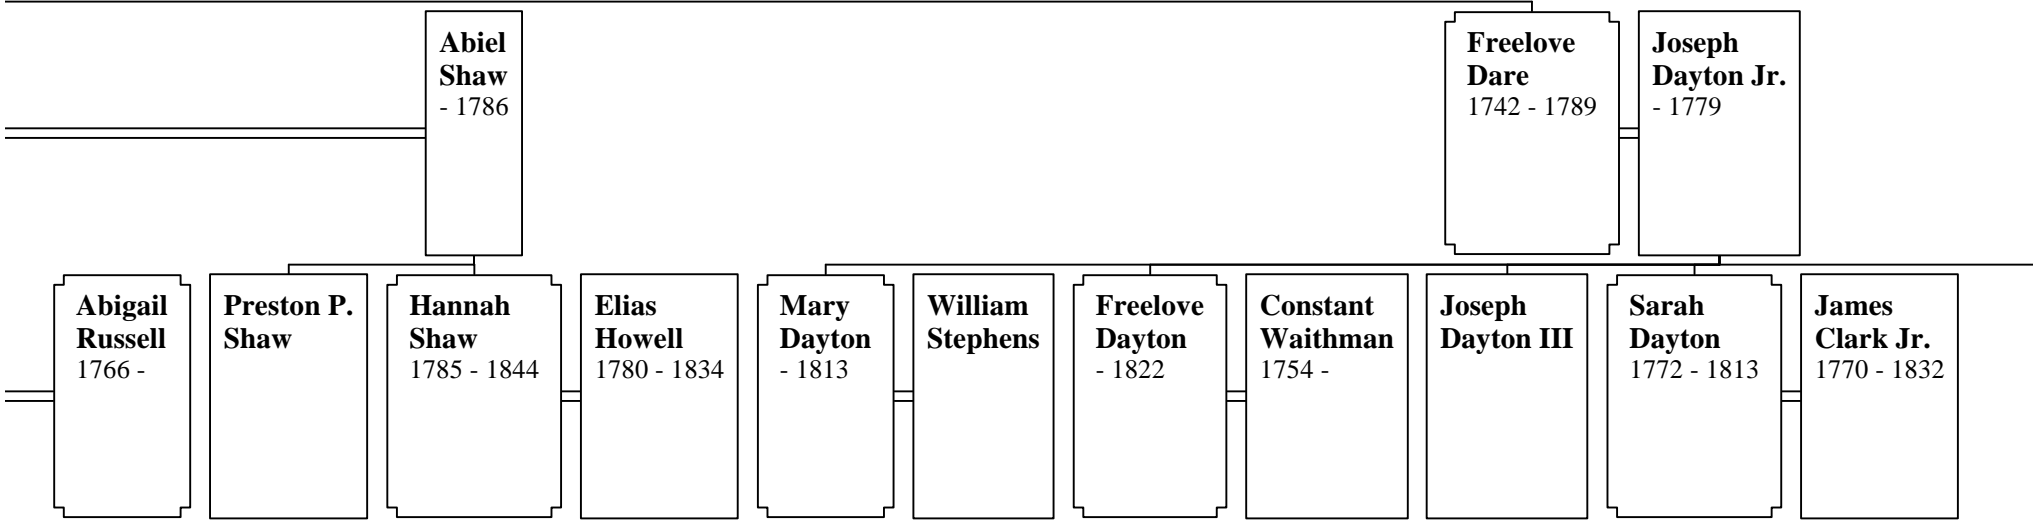 Abiel
Shaw
- 1786
Freelove
Dare
1742 - 1789
Joseph
Dayton Jr.
- 1779
Abigail
Russell
1766 -
Preston P.
Shaw
Hannah
Shaw
1785 - 1844
Elias
Howell
1780 - 1834
Mary
Dayton
- 1813
William
Stephens
Freelove
Dayton
- 1822
Constant
Waithman
1754 -
Joseph
Dayton III
Sarah
Dayton
1772 - 1813
James
Clark Jr.
1770 - 1832